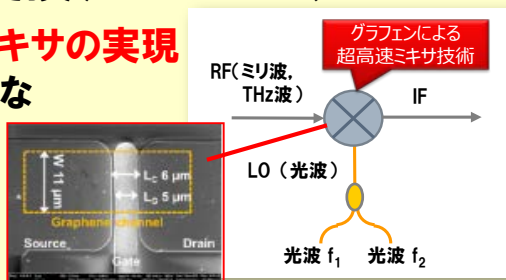 キサの実現
な
グラフェンによる
超高速ミキサ技術
RF(ミリ波,
THz波)
IF
LO（光波）
光波 f₁
光波 f₂
W 11 μm
L_C 6 μm
L_G 5 μm
Graphene channel
Source
Drain
Gate